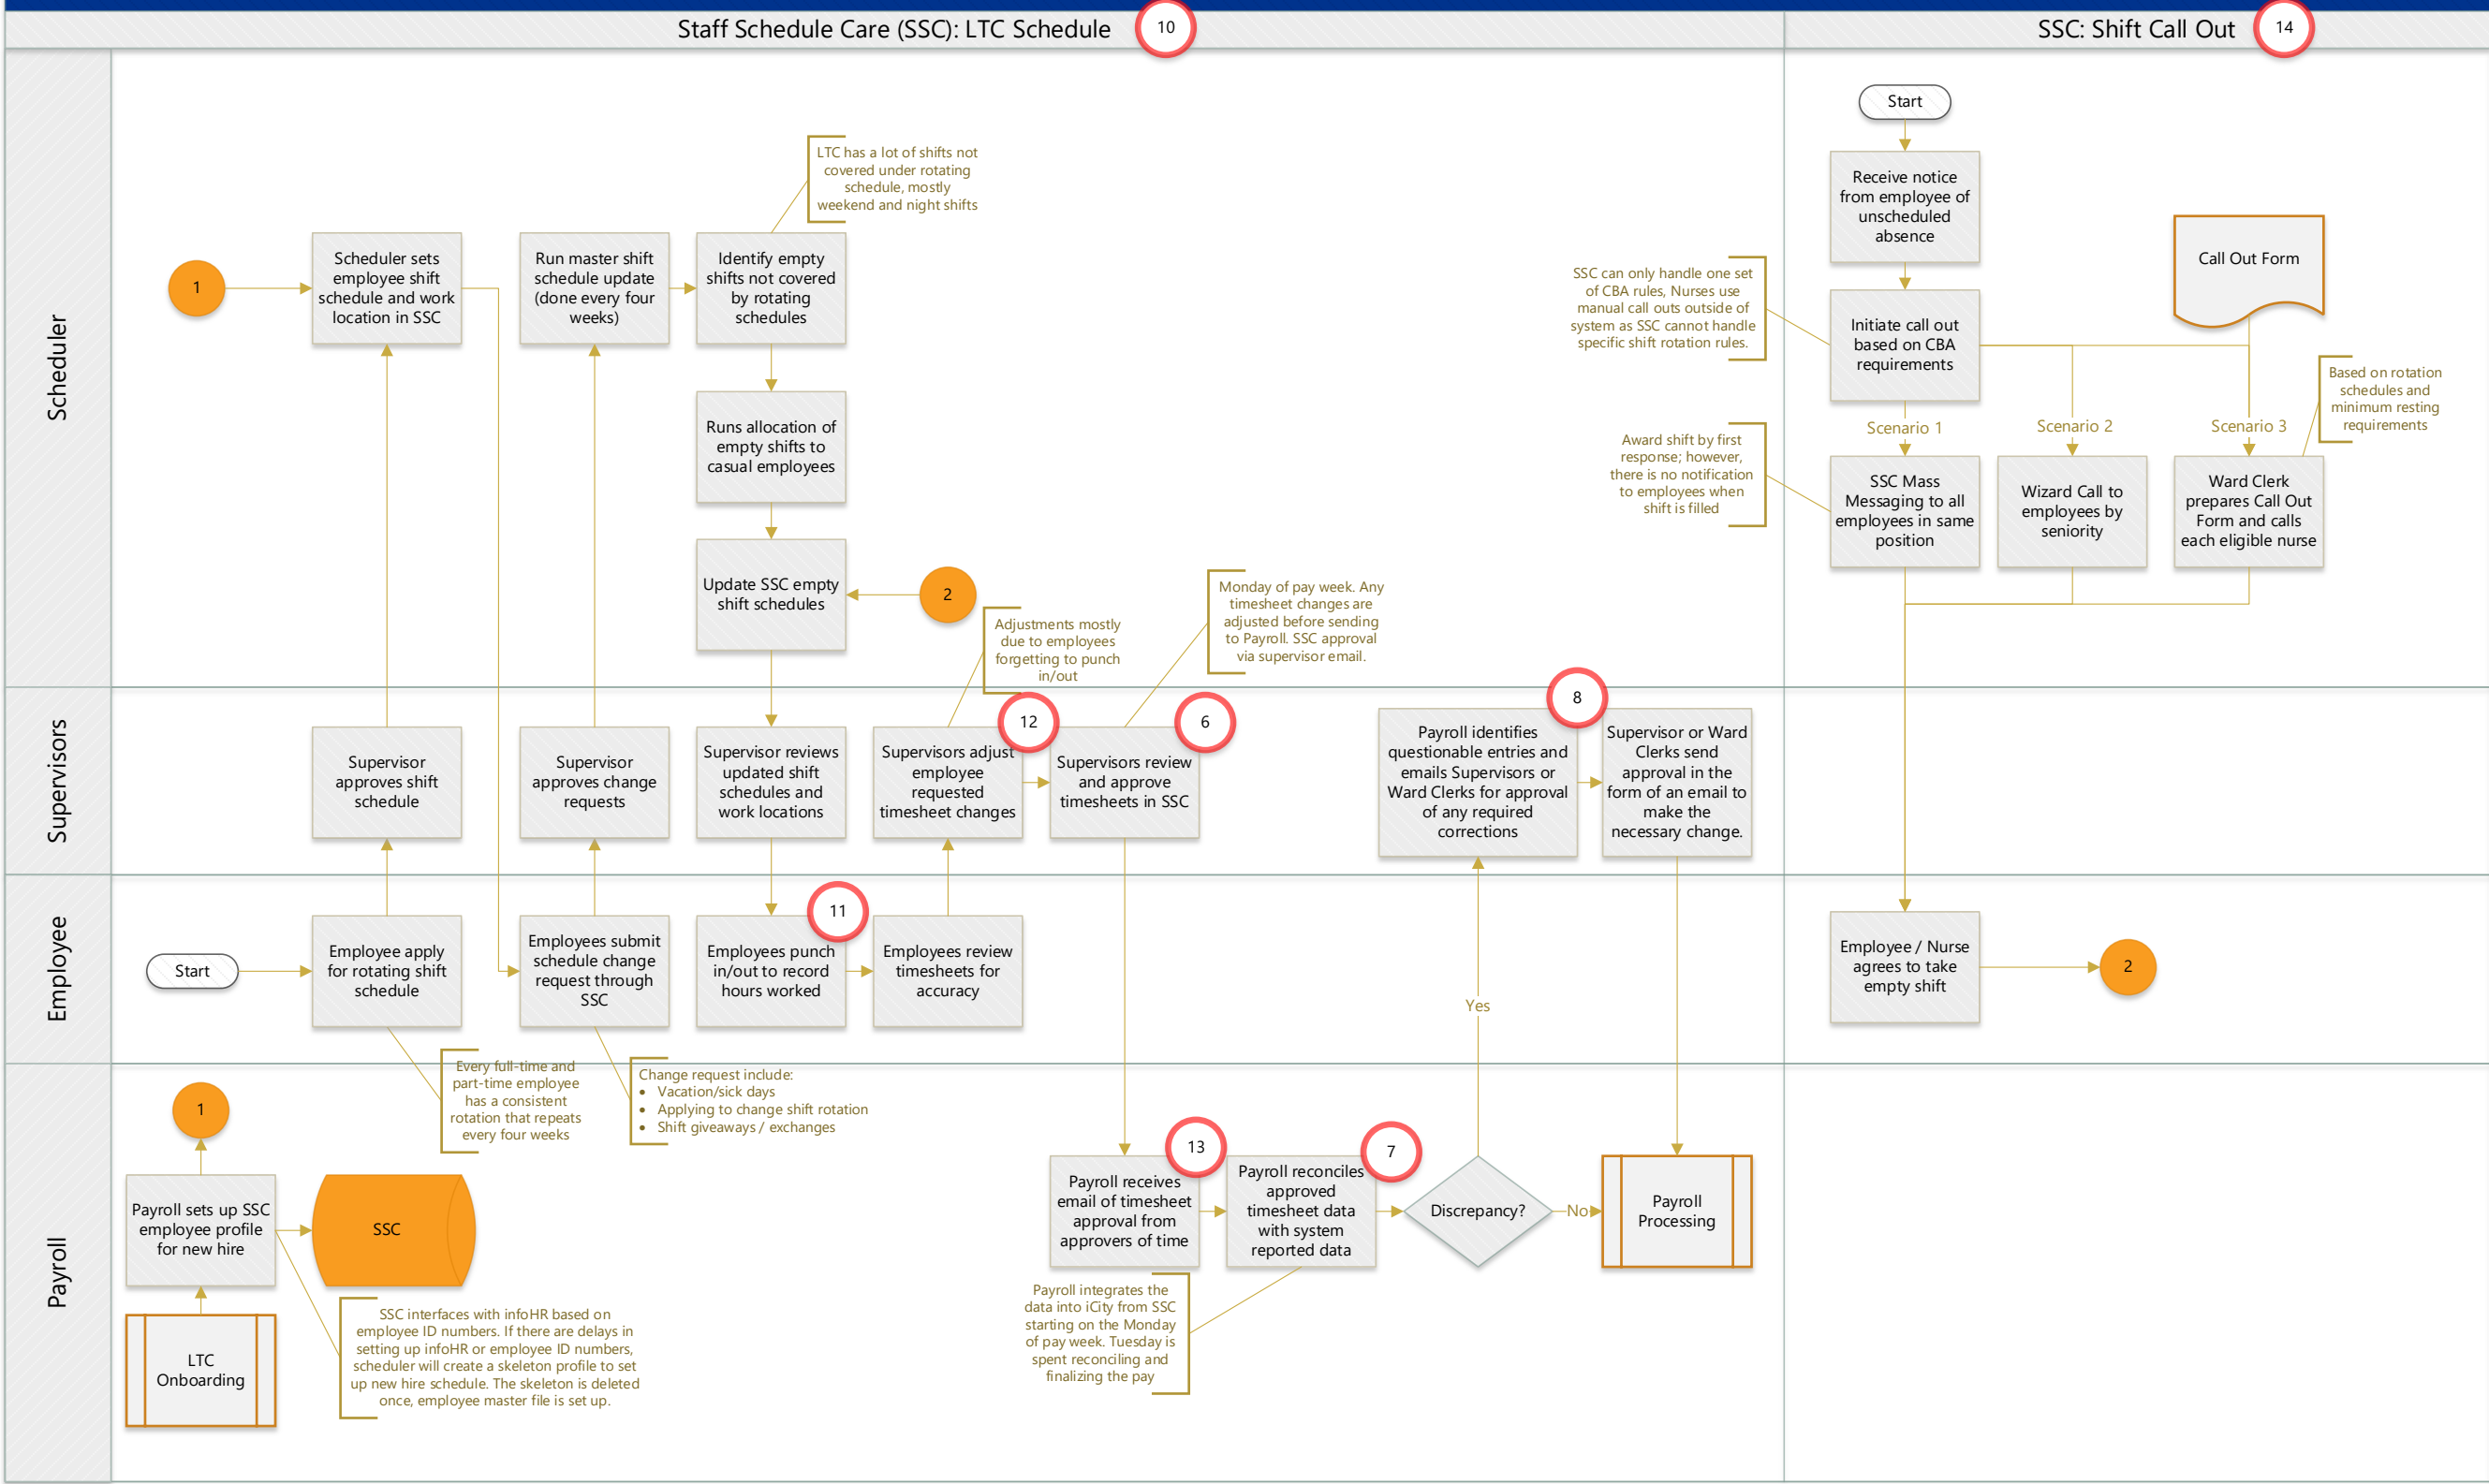 Staff Schedule Care (SSC): LTC Schedule
10
SSC: Shift Call Out
14
Scheduler
1
Scheduler sets
employee shift
schedule and work
location in SSC
Run master shift
schedule update
(done every four
weeks)
LTC has a lot of shifts not
covered under rotating
schedule, mostly
weekend and night shifts
Identify empty
shifts not covered
by rotating
schedules
Runs allocation of
empty shifts to
casual employees
Update SSC empty
shift schedules
2
Adjustments mostly
due to employees
forgetting to punch
in/out
Monday of pay week. Any
timesheet changes are
adjusted before sending
to Payroll. SSC approval
via supervisor email.
Start
Receive notice
from employee of
unscheduled
absence
SSC can only handle one set
of CBA rules, Nurses use
manual call outs outside of
system as SSC cannot handle
specific shift rotation rules.
Initiate call out
based on CBA
requirements
Call Out Form
Based on rotation
schedules and
minimum resting
requirements
Scenario 1
Scenario 2
Scenario 3
Award shift by first
response; however,
there is no notification
to employees when
shift is filled
SSC Mass
Messaging to all
employees in same
position
Wizard Call to
employees by
seniority
Ward Clerk
prepares Call Out
Form and calls
each eligible nurse
Supervisors
Supervisor
approves shift
schedule
Supervisor
approves change
requests
Supervisor reviews
updated shift
schedules and
work locations
12
Supervisors adjust
employee
requested
timesheet changes
6
Supervisors review
and approve
timesheets in SSC
8
Payroll identifies
questionable entries and
emails Supervisors or
Ward Clerks for approval
of any required
corrections
Supervisor or Ward
Clerks send
approval in the
form of an email to
make the
necessary change.
Employee
Start
Employee apply
for rotating shift
schedule
Employees submit
schedule change
request through
SSC
11
Employees punch
in/out to record
hours worked
Employees review
timesheets for
accuracy
Yes
Employee / Nurse
agrees to take
empty shift
2
Every full-time and
part-time employee
has a consistent
rotation that repeats
every four weeks
Change request include:
• Vacation/sick days
• Applying to change shift rotation
• Shift giveaways / exchanges
Payroll
1
Payroll sets up SSC
employee profile
for new hire
SSC
LTC
Onboarding
SSC interfaces with infoHR based on
employee ID numbers. If there are delays in
setting up infoHR or employee ID numbers,
scheduler will create a skeleton profile to set
up new hire schedule. The skeleton is deleted
once, employee master file is set up.
13
Payroll receives
email of timesheet
approval from
approvers of time
7
Payroll reconciles
approved
timesheet data
with system
reported data
Discrepancy?
No
Payroll
Processing
Payroll integrates the
data into iCity from SSC
starting on the Monday
of pay week. Tuesday is
spent reconciling and
finalizing the pay